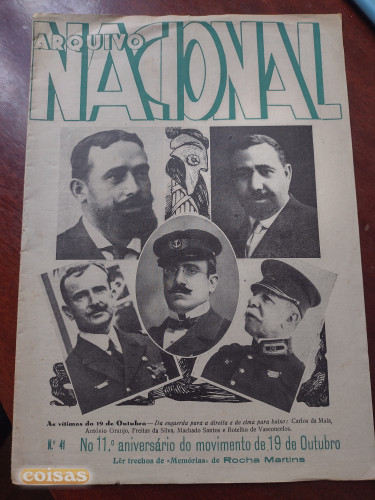 ARQUIVO
NACIONAL
As vítimas do 19 de Outubro — Da esquerda para a direita e de cima para baixo: Carlos da Maia,
António Granjo, Freitas da Silva, Machado Santos e Botelho de Vasconcelos.
N.º 41 No 11.º aniversário do movimento de 19 de Outubro
Lêr trechos de «Memórias» de Rocha Martins
coisas